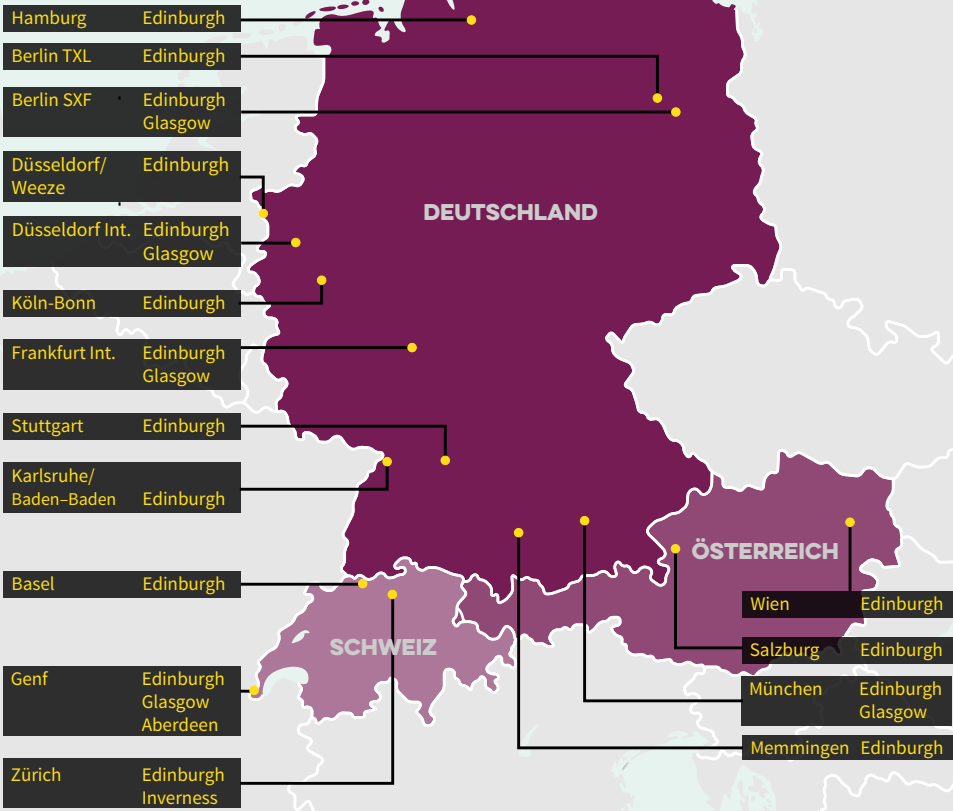 Hamburg Edinburgh
Berlin TXL Edinburgh
Berlin SXF Edinburgh
Glasgow
Düsseldorf/ Edinburgh
Weeze
Düsseldorf Int. Edinburgh
Glasgow
Köln-Bonn Edinburgh
Frankfurt Int. Edinburgh
Glasgow
Stuttgart Edinburgh
Karlsruhe/
Baden–Baden Edinburgh
Basel Edinburgh
Genf Edinburgh
Glasgow
Aberdeen
Zürich Edinburgh
Inverness
DEUTSCHLAND
ÖSTERREICH
SCHWEIZ
Wien Edinburgh
Salzburg Edinburgh
München Edinburgh
Glasgow
Memmingen Edinburgh